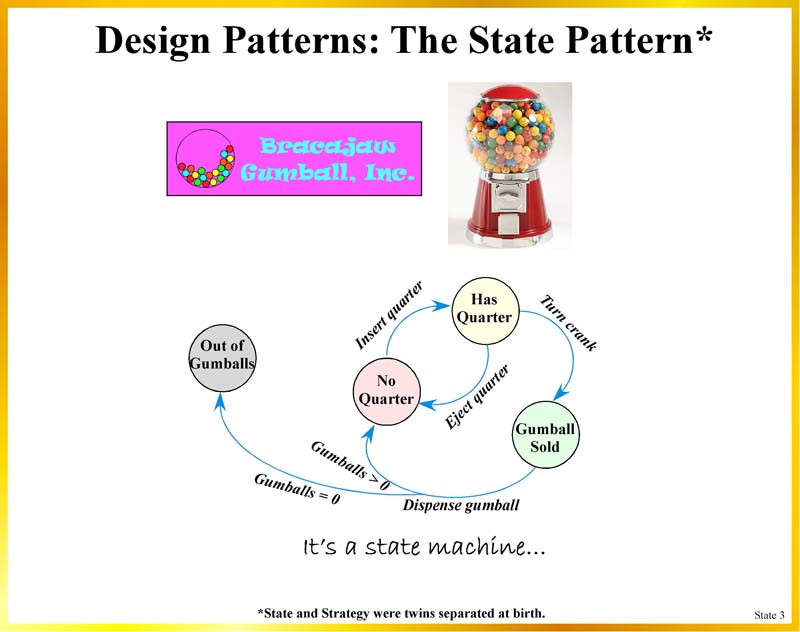 Design Patterns: The State Pattern*
Bracajaw
Gumball, Inc.
Insert quarter
Has
Quarter
Turn crank
Out of
Gumballs
No
Quarter
Eject quarter
Gumball
Sold
Gumballs > 0
Gumballs = 0
Dispense gumball
It's a state machine...
*State and Strategy were twins separated at birth.
State 3